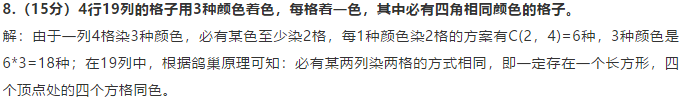 8.（15分）4行19列的格子用3种颜色着色，每格着一色，其中必有四角相同颜色的格子。
解：由于一列4格染3种颜色，必有某色至少染2格，每1种颜色染2格的方案有C(2，4)=6种，3种颜色是
6*3=18种；在19列中，根据鸽巢原理可知：必有某两列染两格的方式相同，即一定存在一个长方形，四
个顶点处的四个方格同色。